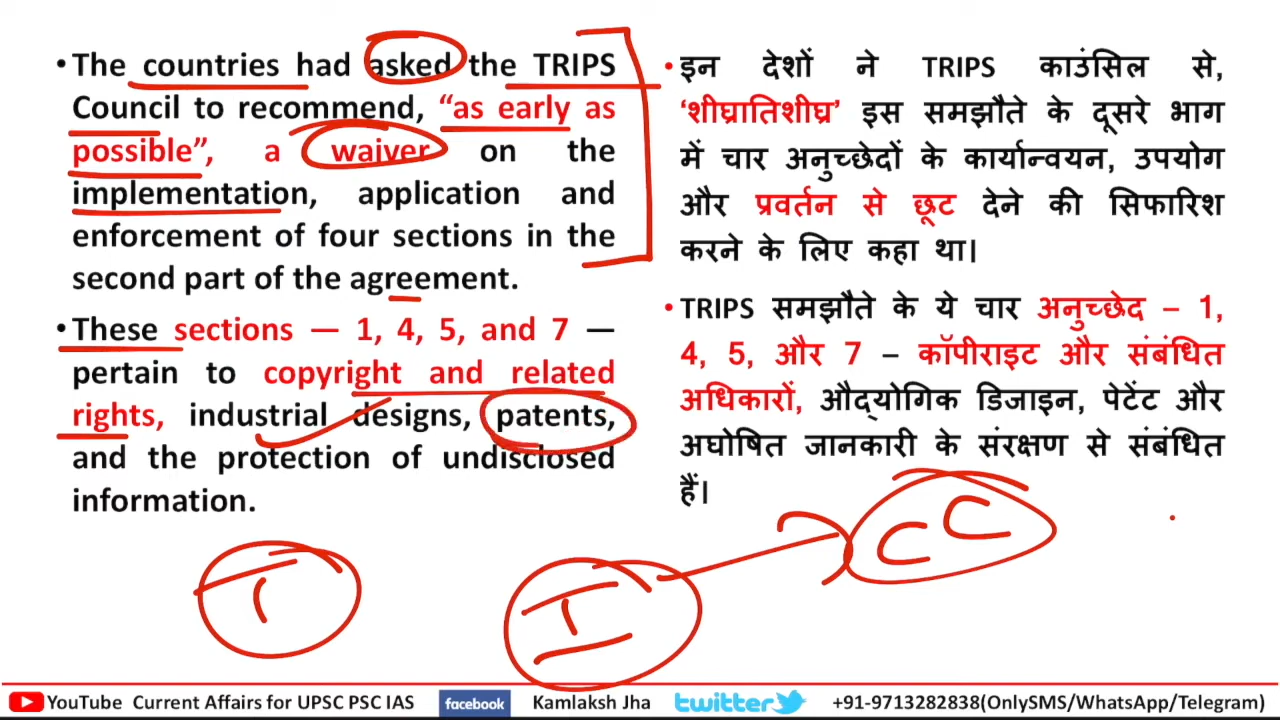 • The countries had asked the TRIPS
Council to recommend, “as early as
possible”, a waiver on the
implementation, application and
enforcement of four sections in the
second part of the agreement.
• These sections — 1, 4, 5, and 7 —
pertain to copyright and related
rights, industrial designs, patents,
and the protection of undisclosed
information.
• इन देशों ने TRIPS काउंसिल से,
‘शीघ्रातिशीघ्र’ इस समझौते के दूसरे भाग
में चार अनुच्छेदों के कार्यान्वयन, उपयोग
और प्रवर्तन से छूट देने की सिफारिश
करने के लिए कहा था।
• TRIPS समझौते के ये चार अनुच्छेद – 1,
4, 5, और 7 – कॉपीराइट और संबंधित
अधिकारों, औद्योगिक डिजाइन, पेटेंट और
अघोषित जानकारी के संरक्षण से संबंधित
हैं।
CC
YouTube Current Affairs for UPSC PSC IAS facebook Kamlaksh Jha twitter +91-9713282838(OnlySMS/WhatsApp/Telegram)